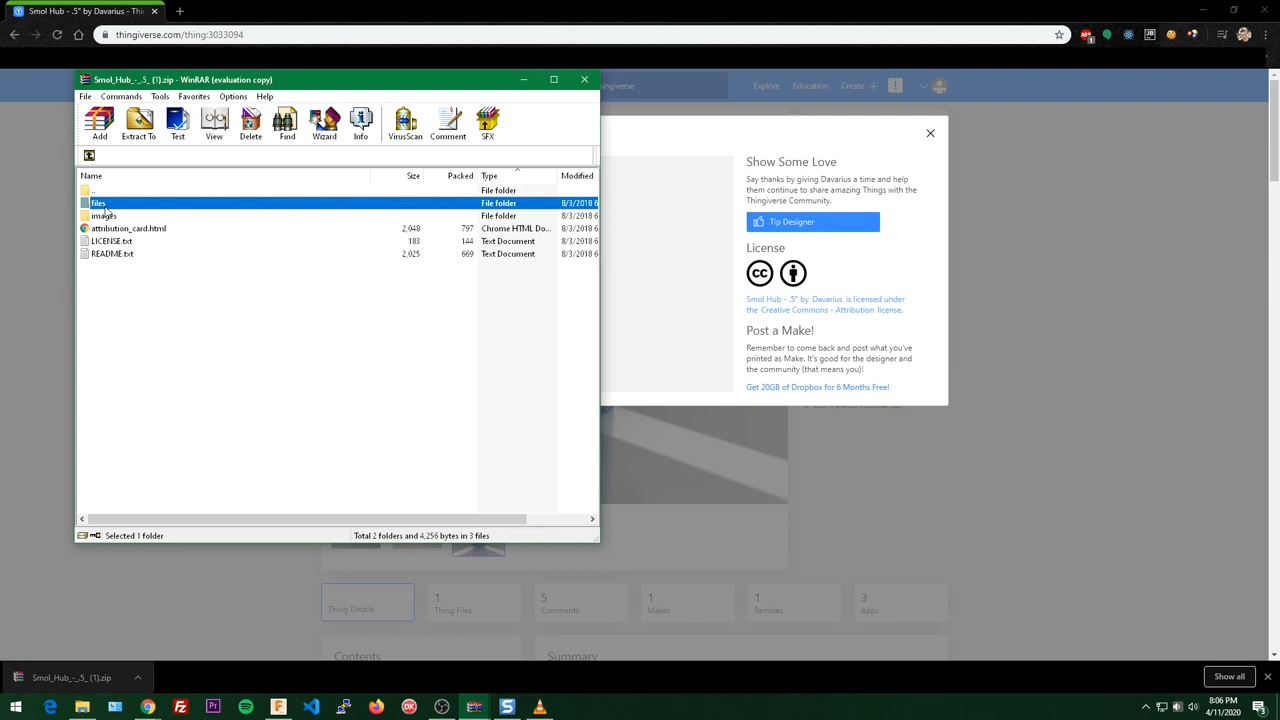 Smol Hub - .5" by Davarius - Thi
thingiverse.com/thing:3033094
Smol_Hub_-_.5_ (1).zip - WinRAR (evaluation copy)
File Commands Tools Favorites Options Help
Add Extract To Test View Delete Find Wizard Info VirusScan Comment SFX
Name Size Packed Type Modified
.. File folder
files File folder 8/3/2018 6
images File folder 8/3/2018 6
attribution_card.html 2,048 797 Chrome HTML Do... 8/3/2018 6
LICENSE.txt 183 144 Text Document 8/3/2018 6
README.txt 2,025 669 Text Document 8/3/2018 6
Selected 1 folder Total 2 folders and 4,256 bytes in 3 files
ngiverse Explore Education Create
Show Some Love
Say thanks by giving Davarius a time and help
them continue to share amazing Things with the
Thingiverse Community.
Tip Designer
License
cc
Smol Hub - .5" by Davarius is licensed under
the Creative Commons - Attribution license.
Post a Make!
Remember to come back and post what you've
printed as Make. It's good for the designer and
the community (that means you)!
Get 20GB of Dropbox for 6 Months Free!
Thing Details
1
Thing Files
5
Comments
1
Makes
1
Remixes
3
Apps
Contents
Summary
Smol_Hub_-_.5_ (1).zip
Show all
8:06 PM
4/11/2020